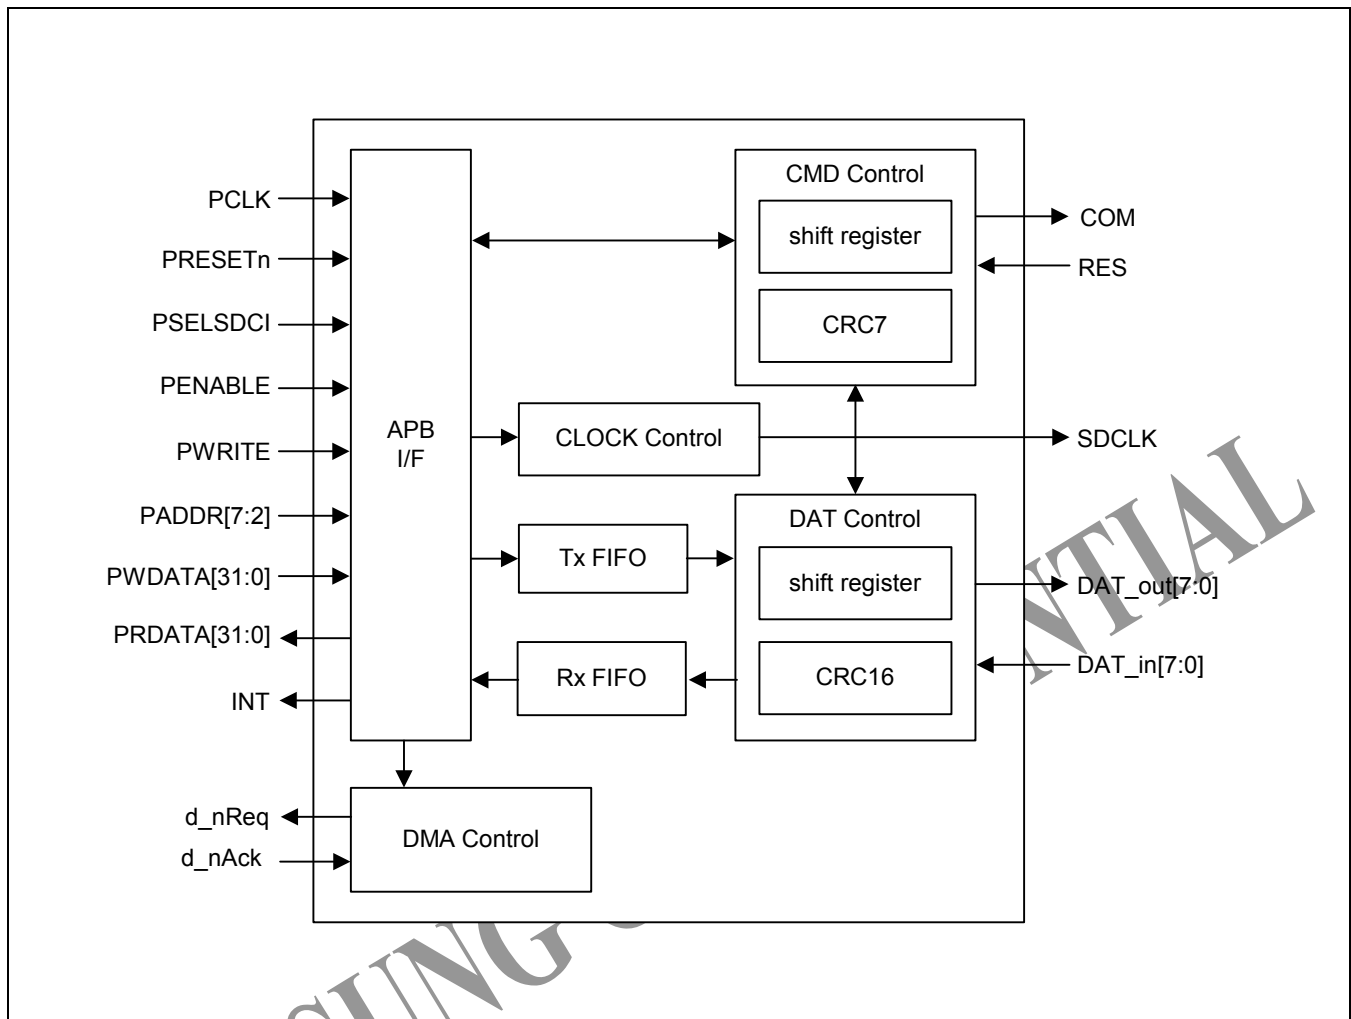 PCLK
PRESETn
PSELSDCI
PENABLE
PWRITE
PADDR[7:2]
PWDATA[31:0]
PRDATA[31:0]
INT
d_nReq
d_nAck
APB
I/F
DMA Control
CLOCK Control
Tx FIFO
Rx FIFO
CMD Control
shift register
CRC7
DAT Control
shift register
CRC16
COM
RES
SDCLK
DAT_out[7:0]
DAT_in[7:0]